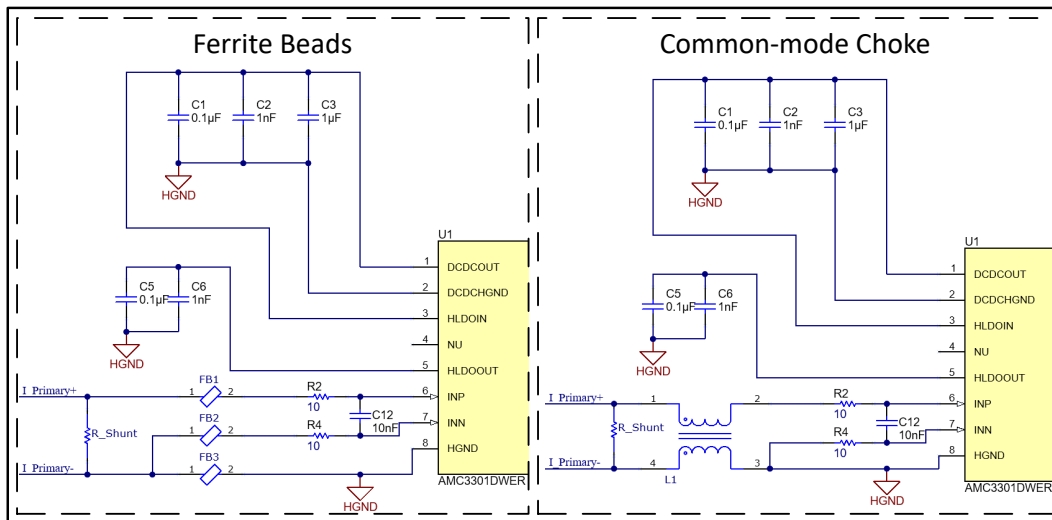 Ferrite Beads
C1
0.1µF
C2
1nF
C3
1µF
HGND
U1
1
DCDCOUT
2
DCDCHGND
3
HLDOIN
4
NU
5
HLDOOUT
6
INP
7
INN
8
HGND
AMC3301DWER
C5
0.1µF
C6
1nF
HGND
I_Primary+
R_Shunt
I_Primary-
1 FB1 2
1 FB2 2
1 FB3 2
R2
10
R4
10
C12
10nF
HGND
Common-mode Choke
C1
0.1µF
C2
1nF
C3
1µF
HGND
U1
1
DCDCOUT
2
DCDCHGND
3
HLDOIN
4
NU
5
HLDOOUT
6
INP
7
INN
8
HGND
AMC3301DWER
C5
0.1µF
C6
1nF
HGND
I_Primary+
R_Shunt
I_Primary-
1
2
4
3
L1
R2
10
R4
10
C12
10nF
HGND